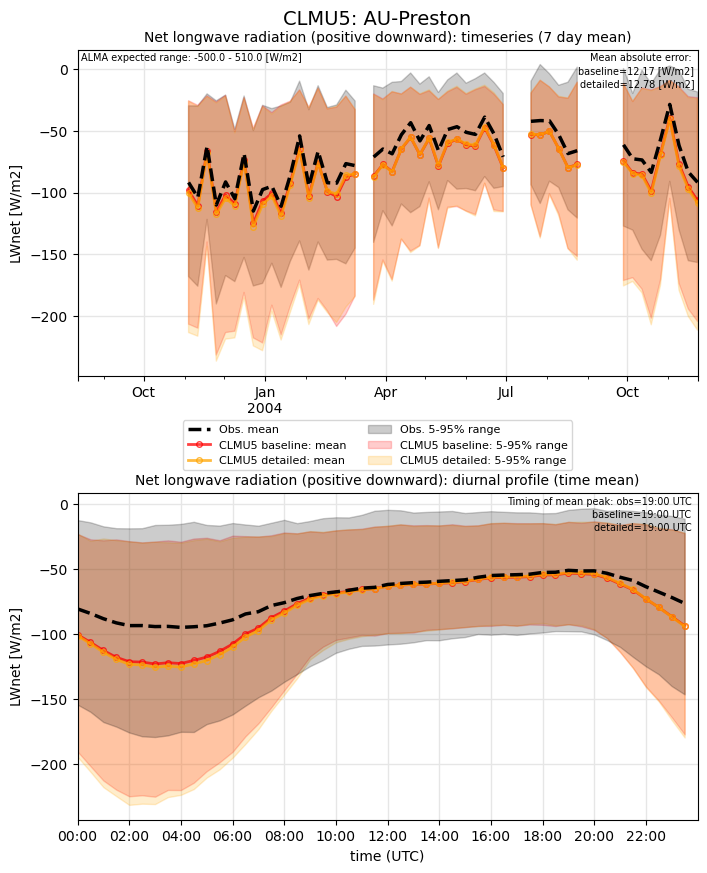 CLMU5: AU-Preston
Net longwave radiation (positive downward): timeseries (7 day mean)
ALMA expected range: -500.0 - 510.0 [W/m2]
Mean absolute error:
baseline=12.17 [W/m2]
detailed=12.78 [W/m2]
0
−50
−100
−150
−200
LWnet [W/m2]
Oct
Jan
2004
Apr
Jul
Oct
Obs. mean
CLMU5 baseline: mean
CLMU5 detailed: mean
Obs. 5-95% range
CLMU5 baseline: 5-95% range
CLMU5 detailed: 5-95% range
Net longwave radiation (positive downward): diurnal profile (time mean)
Timing of mean peak: obs=19:00 UTC
baseline=19:00 UTC
detailed=19:00 UTC
0
−50
−100
−150
−200
LWnet [W/m2]
00:00 02:00 04:00 06:00 08:00 10:00 12:00 14:00 16:00 18:00 20:00 22:00
time (UTC)